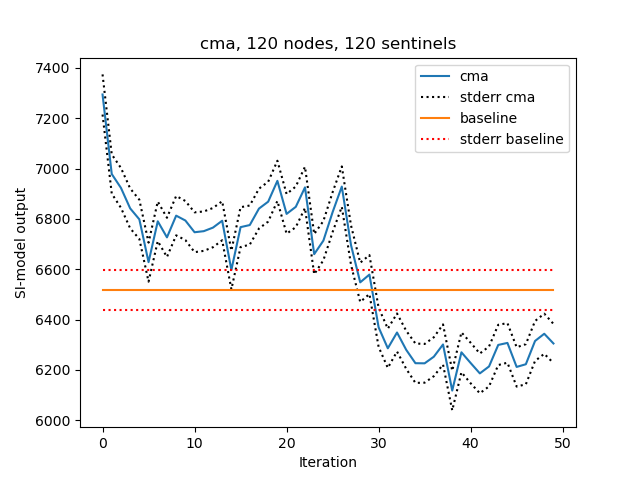 cma, 120 nodes, 120 sentinels
7400
7200
7000
6800
6600
6400
6200
6000
SI-model output
cma
stderr cma
baseline
stderr baseline
0
10
20
30
40
50
Iteration